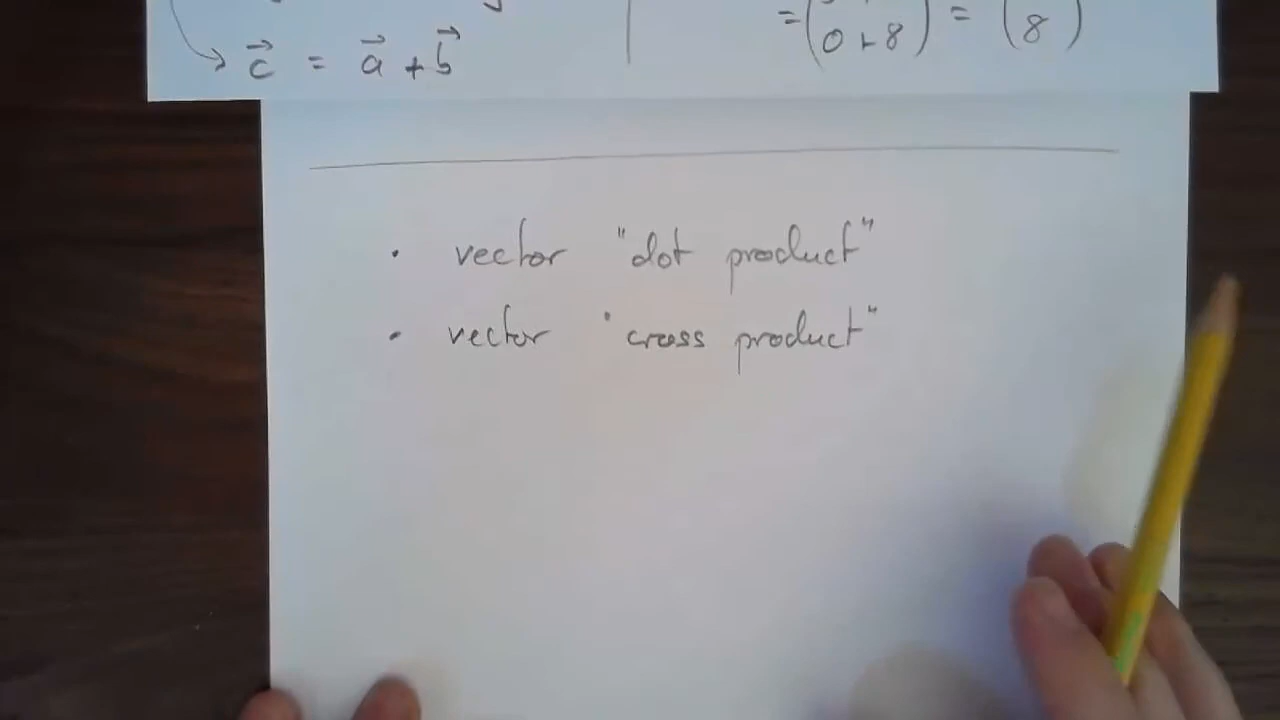 = ( 0 + 8 ) = ( 8 )
c⃗ = a⃗ + b⃗
• vector "dot product"
• vector "cross product"